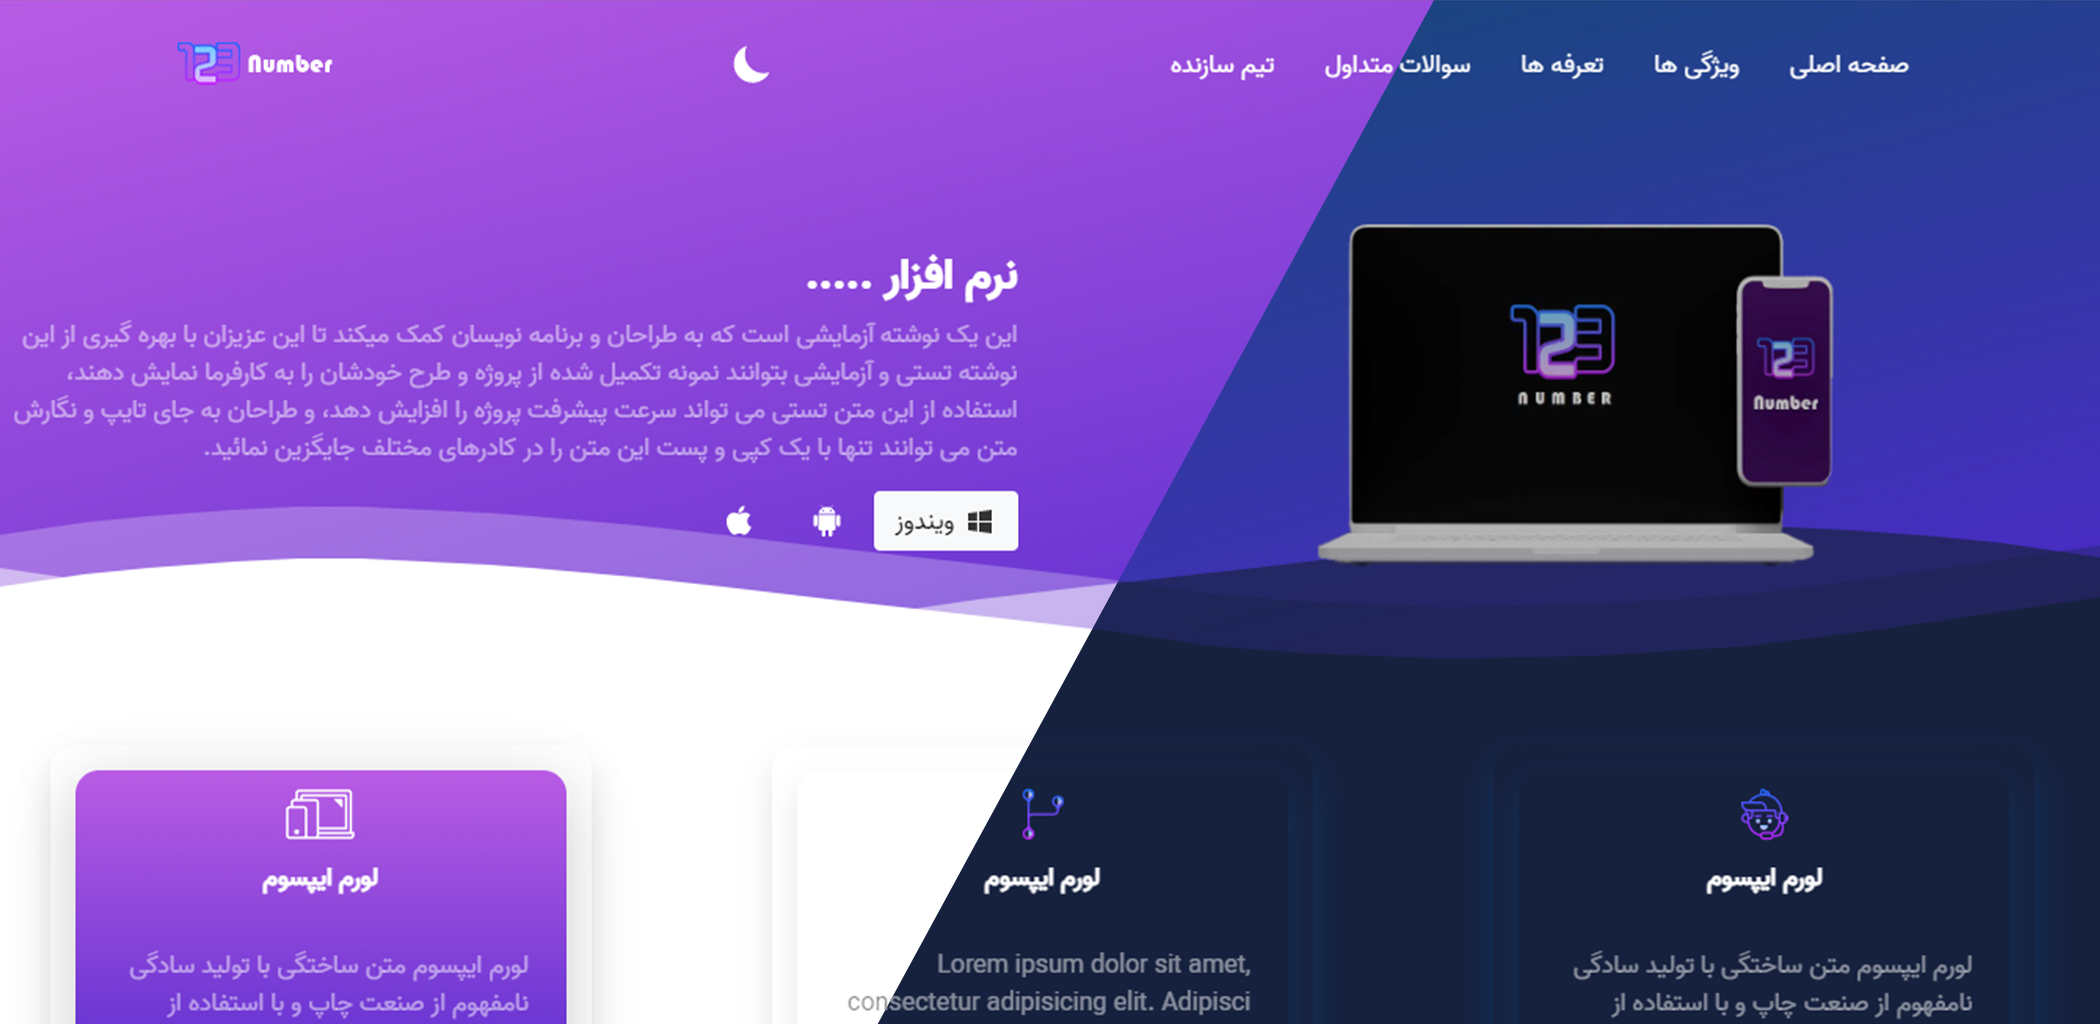 123 Number
صفحه اصلی
ویژگی ها
تعرفه ها
سوالات متداول
تیم سازنده
نرم افزار .....
این یک نوشته آزمایشی است که به طراحان و برنامه نویسان کمک میکند تا این عزیزان با بهره گیری از این
نوشته تستی و آزمایشی بتوانند نمونه تکمیل شده از پروژه و طرح خودشان را به کارفرما نمایش دهند،
استفاده از این متن تستی می تواند سرعت پیشرفت پروژه را افزایش دهد، و طراحان به جای تایپ و نگارش
متن می توانند تنها با یک کپی و پست این متن را در کادرهای مختلف جایگزین نمائید.
ویندوز
123
NUMBER
123
Number
لورم ایپسوم
لورم ایپسوم متن ساختگی با تولید سادگی
نامفهوم از صنعت چاپ و با استفاده از
لورم ایپسوم
Lorem ipsum dolor sit amet,
consectetur adipisicing elit. Adipisci
لورم ایپسوم
لورم ایپسوم متن ساختگی با تولید سادگی
نامفهوم از صنعت چاپ و با استفاده از